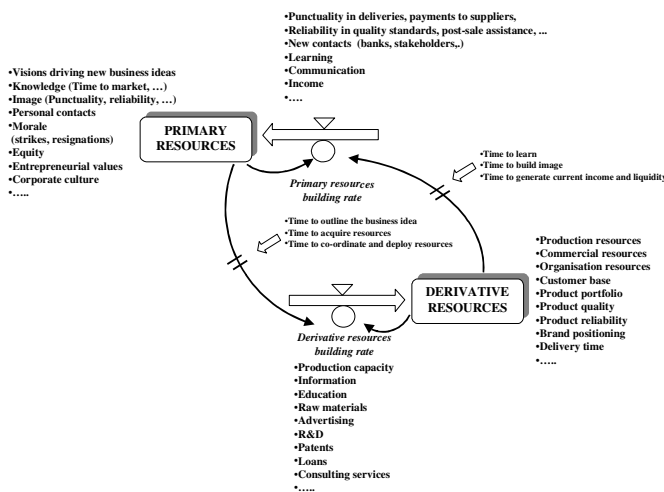 •Punctuality in deliveries, payments to suppliers,
•Reliability in quality standards, post-sale assistance, ...
•New contacts (banks, stakeholders,.)
•Learning
•Communication
•Income
•….
•Visions driving new business ideas
•Knowledge (Time to market, …)
•Image (Punctuality, reliability, …)
•Personal contacts
•Morale
(strikes, resignations)
•Equity
•Entrepreneurial values
•Corporate culture
•…..
PRIMARY
RESOURCES
Primary resources
building rate
•Time to learn
•Time to build image
•Time to generate current income and liquidity
•Time to outline the business idea
•Time to acquire resources
•Time to co-ordinate and deploy resources
DERIVATIVE
RESOURCES
•Production resources
•Commercial resources
•Organisation resources
•Customer base
•Product portfolio
•Product quality
•Product reliability
•Brand positioning
•Delivery time
•…..
Derivative resources
building rate
•Production capacity
•Information
•Education
•Raw materials
•Advertising
•R&D
•Patents
•Loans
•Consulting services
•…..